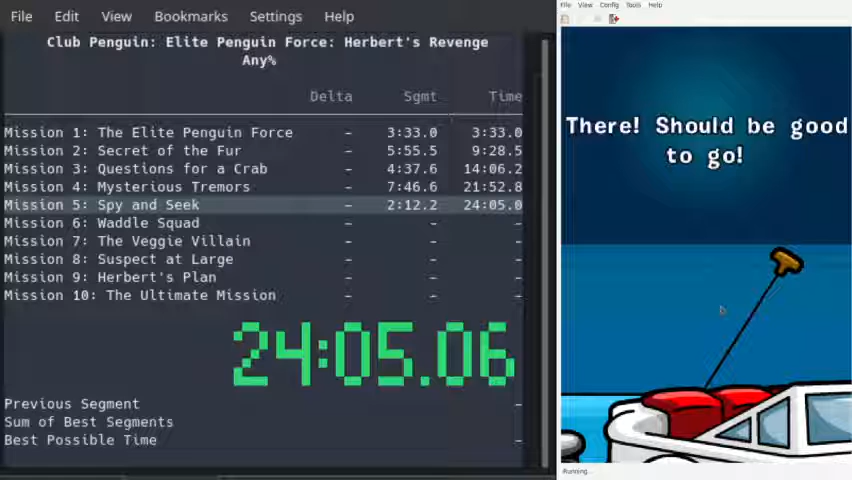 File Edit View Bookmarks Settings Help
Club Penguin: Elite Penguin Force: Herbert's Revenge
Any%
Delta Sgmt Time
Mission 1: The Elite Penguin Force – 3:33.0 3:33.0
Mission 2: Secret of the Fur – 5:55.5 9:28.5
Mission 3: Questions for a Crab – 4:37.6 14:06.2
Mission 4: Mysterious Tremors – 7:46.6 21:52.8
Mission 5: Spy and Seek – 2:12.2 24:05.0
Mission 6: Waddle Squad – – –
Mission 7: The Veggie Villain – – –
Mission 8: Suspect at Large – – –
Mission 9: Herbert's Plan – – –
Mission 10: The Ultimate Mission – – –
24:05.06
Previous Segment –
Sum of Best Segments –
Best Possible Time –
File View Config Tools Help
There! Should be good
to go!
Running...